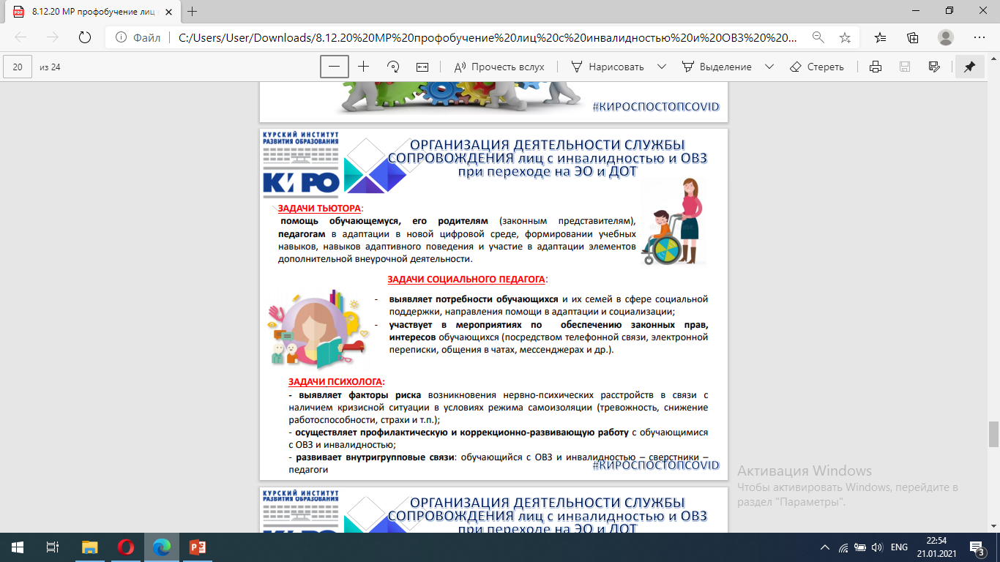 8.12.20 МР профобучение лиц
Файл
C:/Users/User/Downloads/8.12.20%20МР%20профобучение%20лиц%20с%20инвалидностью%20и%20ОВЗ%20%20...
20
из 24
Прочесть вслух
Нарисовать
Выделение
Стереть
#КИРОСПОСТОПCOVID
КУРСКИЙ ИНСТИТУТ
РАЗВИТИЯ ОБРАЗОВАНИЯ
КИРО
ОРГАНИЗАЦИЯ ДЕЯТЕЛЬНОСТИ СЛУЖБЫ
СОПРОВОЖДЕНИЯ лиц с инвалидностью и ОВЗ
при переходе на ЭО и ДОТ
ЗАДАЧИ ТЬЮТОРА:
помощь обучающемуся, его родителям (законным представителям),
педагогам в адаптации в новой цифровой среде, формировании учебных
навыков, навыков адаптивного поведения и участие в адаптации элементов
дополнительной внеурочной деятельности.
ЗАДАЧИ СОЦИАЛЬНОГО ПЕДАГОГА:
- выявляет потребности обучающихся и их семей в сфере социальной
поддержки, направления помощи в адаптации и социализации;
- участвует в мероприятиях по обеспечению законных прав,
интересов обучающихся (посредством телефонной связи, электронной
переписки, общения в чатах, мессенджерах и др.).
ЗАДАЧИ ПСИХОЛОГА:
- выявляет факторы риска возникновения нервно-психических расстройств в связи с
наличием кризисной ситуации в условиях режима самоизоляции (тревожность, снижение
работоспособности, страхи и т.п.);
- осуществляет профилактическую и коррекционно-развивающую работу с обучающимися
с ОВЗ и инвалидностью;
- развивает внутригрупповые связи: обучающийся с ОВЗ и инвалидностью – сверстники –
педагоги
#КИРОСПОСТОПCOVID
Активация Windows
Чтобы активировать Windows, перейдите в
раздел "Параметры".
КУРСКИЙ ИНСТИТУТ
РАЗВИТИЯ ОБРАЗОВАНИЯ
ОРГАНИЗАЦИЯ ДЕЯТЕЛЬНОСТИ СЛУЖБЫ
СОПРОВОЖДЕНИЯ лиц с инвалидностью и ОВЗ
при переходе на ЭО и ДОТ
ENG
22:54
21.01.2021
3